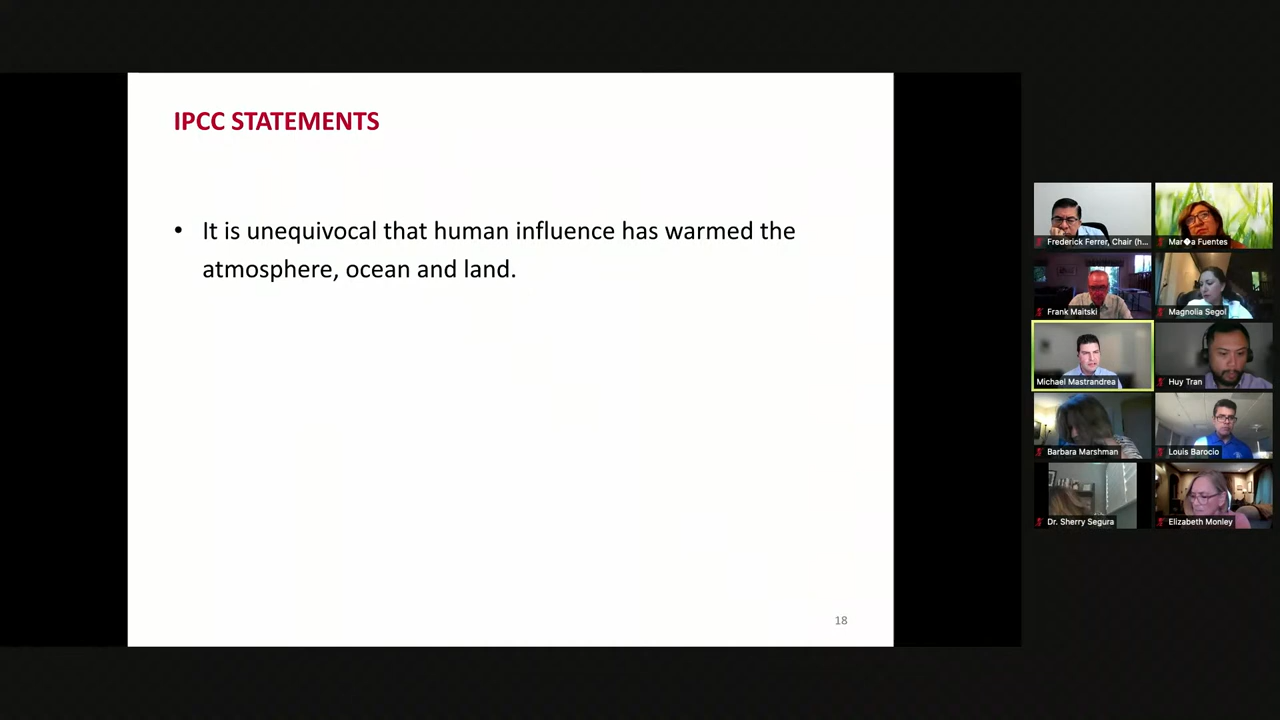 IPCC STATEMENTS
• It is unequivocal that human influence has warmed the
atmosphere, ocean and land.
18
Frederick Ferrer, Chair (h...
Mar�a Fuentes
Frank Maitski
Magnolia Segol
Michael Mastrandrea
Huy Tran
Barbara Marshman
Louis Barocio
Dr. Sherry Segura
Elizabeth Monley